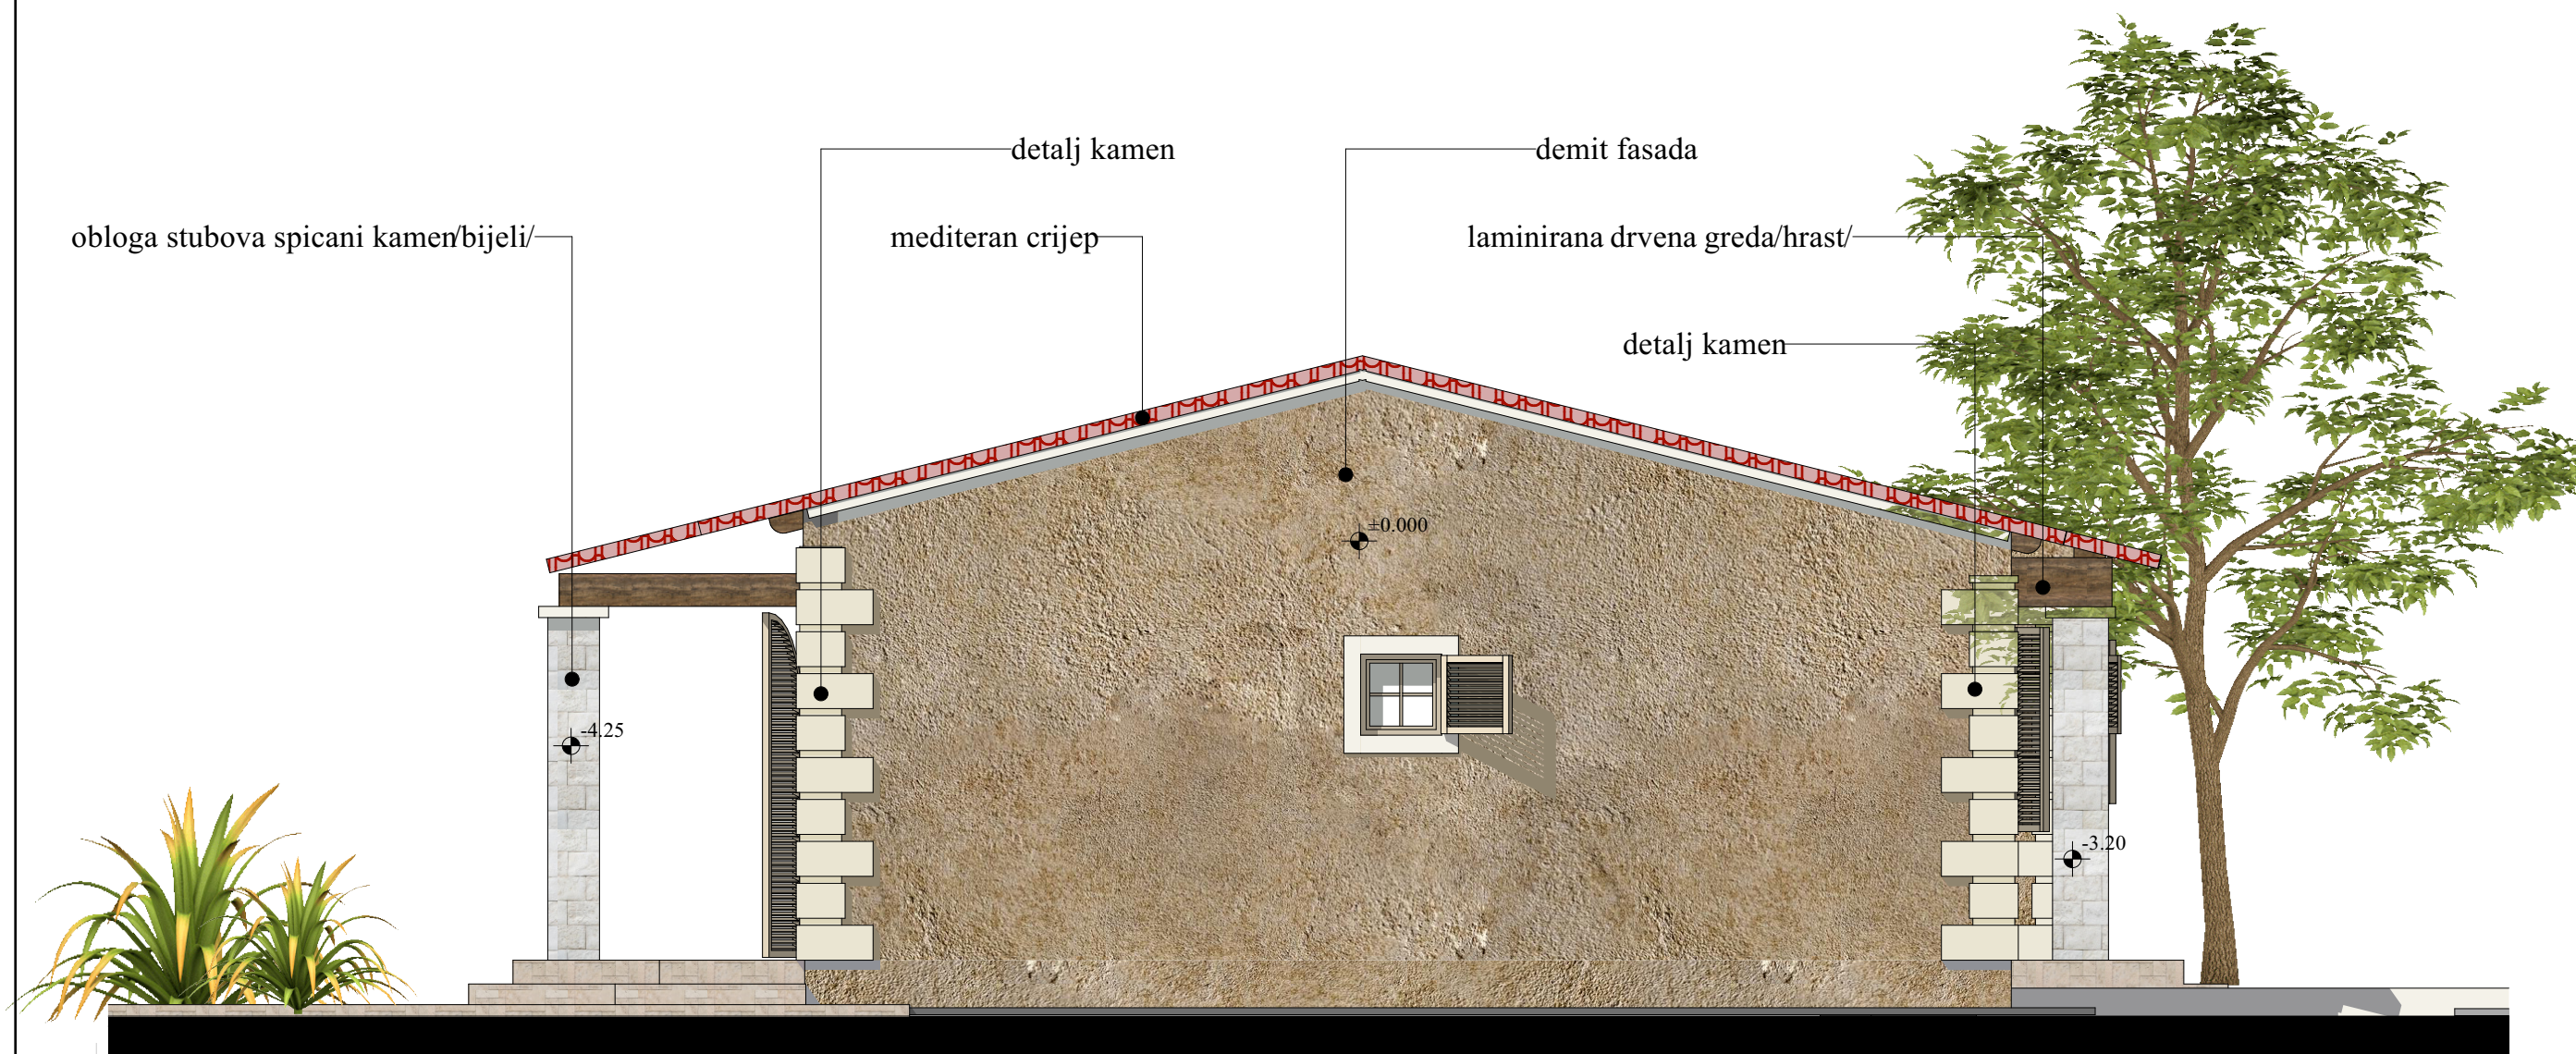 detalj kamen
demit fasada
obloga stubova spicani kamen/bijeli/
mediteran crijep
laminirana drvena greda/hrast/
detalj kamen
±0.000
-4.25
-3.20